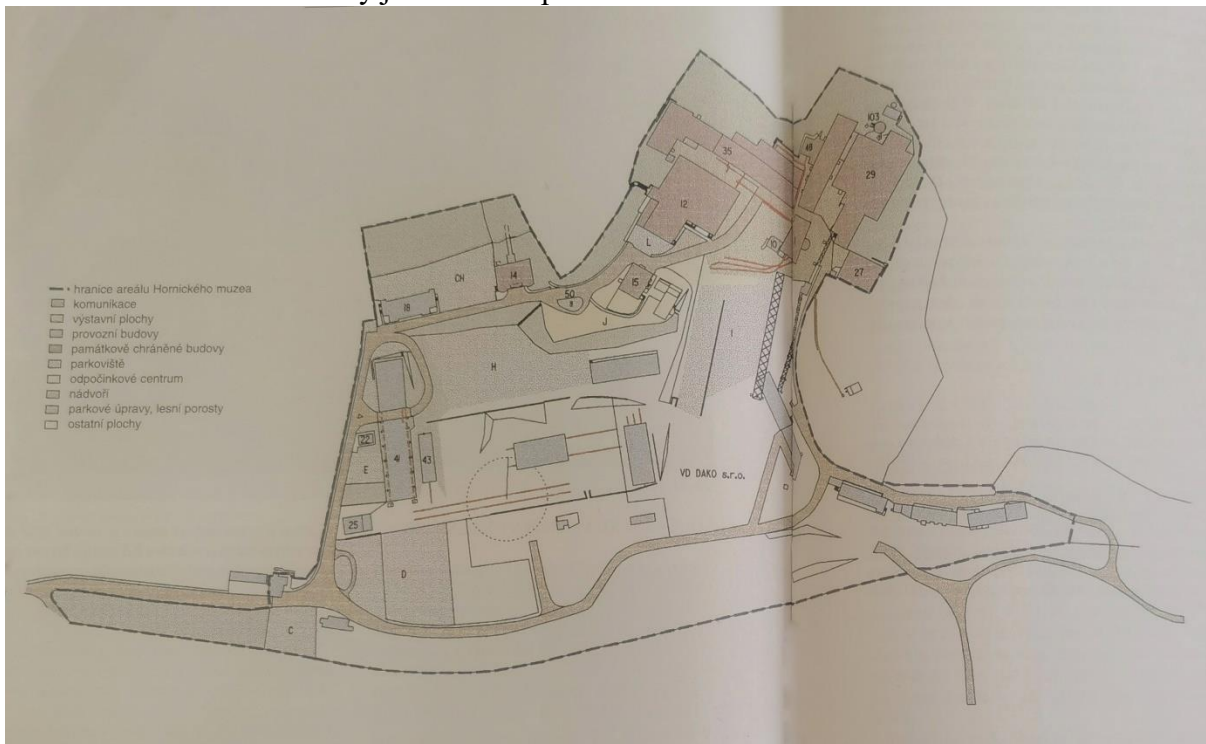 103
35
29
12
L
10
27
14
CH
15
50
18
J
I
H
- hranice areálu Hornického muzea
komunikace
výstavní plochy
provozní budovy
památkově chráněné budovy
parkoviště
odpočinkové centrum
nádvoří
parkové úpravy, lesní porosty
ostatní plochy
22
41
43
E
VD DAKO s.r.o.
25
D
C